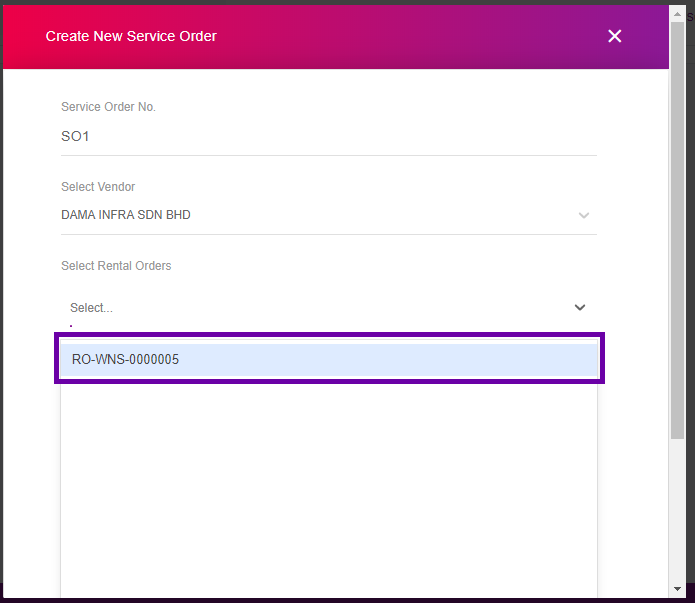 Create New Service Order
Service Order No.
SO1
Select Vendor
DAMA INFRA SDN BHD
Select Rental Orders
Select...
RO-WNS-0000005